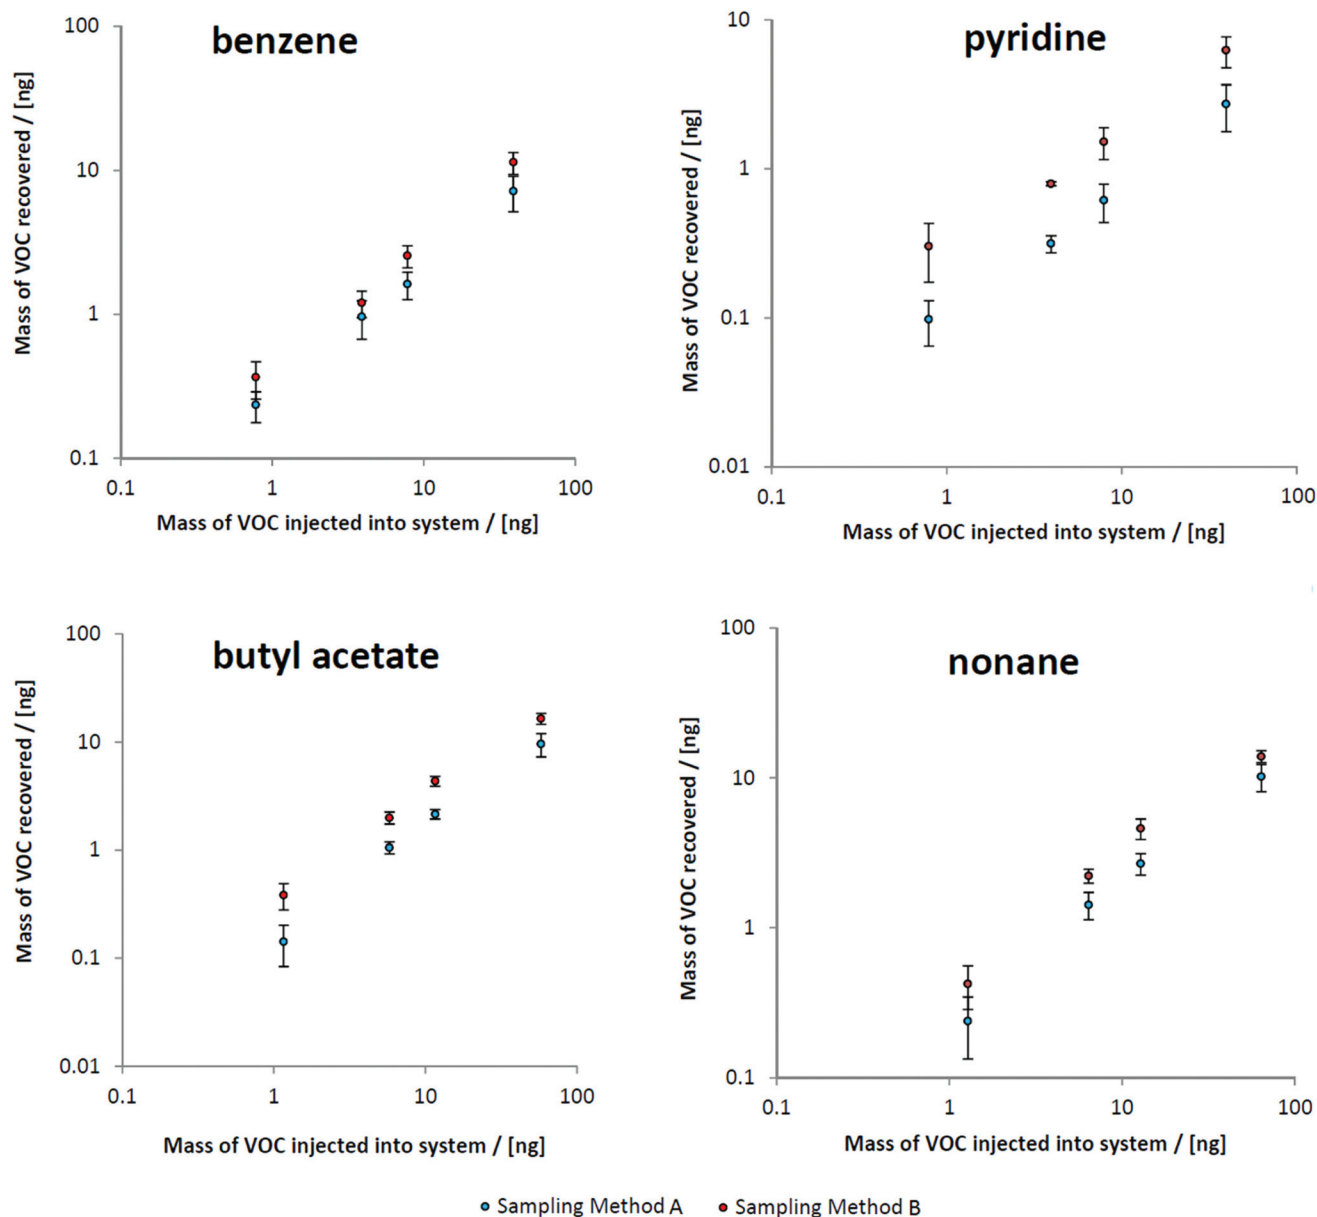 benzene
100
10
1
0.1
0.1 1 10 100
Mass of VOC recovered / [ng]
Mass of VOC injected into system / [ng]
pyridine
10
1
0.1
0.01
0.1 1 10 100
Mass of VOC recovered / [ng]
Mass of VOC injected into system / [ng]
butyl acetate
100
10
1
0.1
0.01
0.1 1 10 100
Mass of VOC recovered / [ng]
Mass of VOC injected into system / [ng]
nonane
100
10
1
0.1
0.1 1 10 100
Mass of VOC recovered / [ng]
Mass of VOC injected into system / [ng]
Sampling Method A Sampling Method B